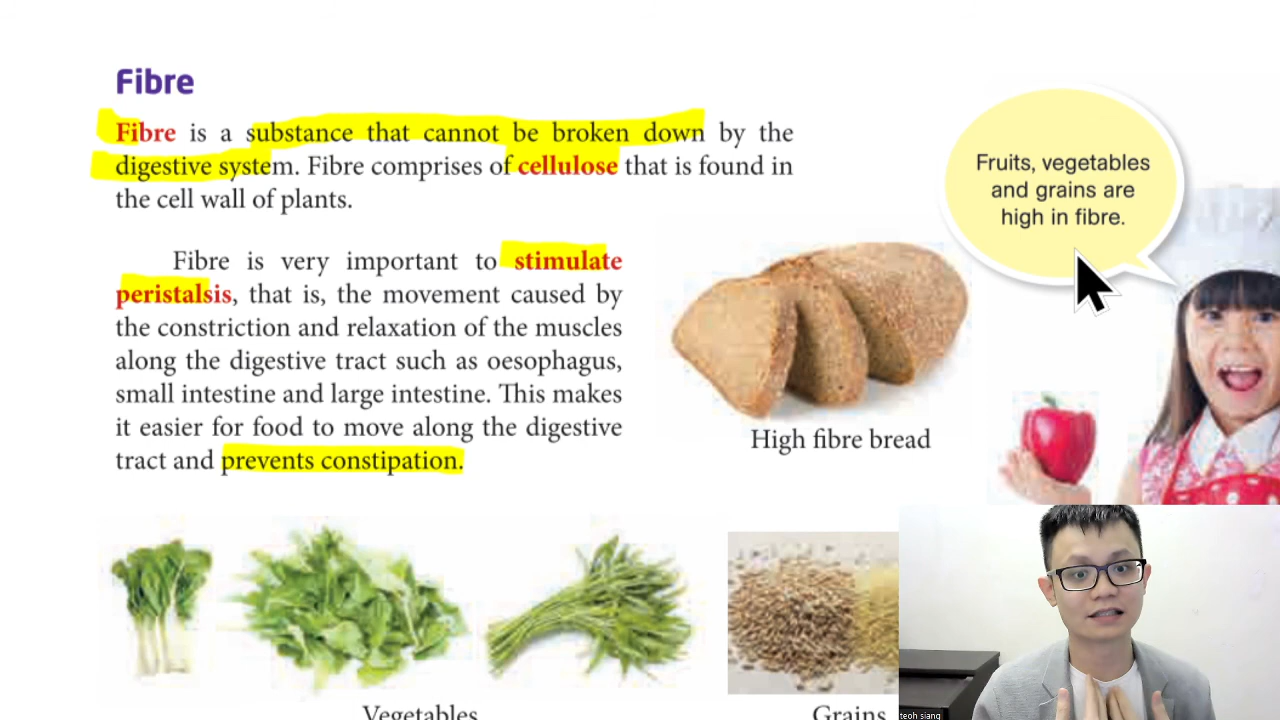 Fibre
Fibre is a substance that cannot be broken down by the
digestive system. Fibre comprises of cellulose that is found in
the cell wall of plants.
Fibre is very important to stimulate
peristalsis, that is, the movement caused by
the constriction and relaxation of the muscles
along the digestive tract such as oesophagus,
small intestine and large intestine. This makes
it easier for food to move along the digestive
tract and prevents constipation.
Fruits, vegetables
and grains are
high in fibre.
High fibre bread
Vegetables
Grains
teoh siang